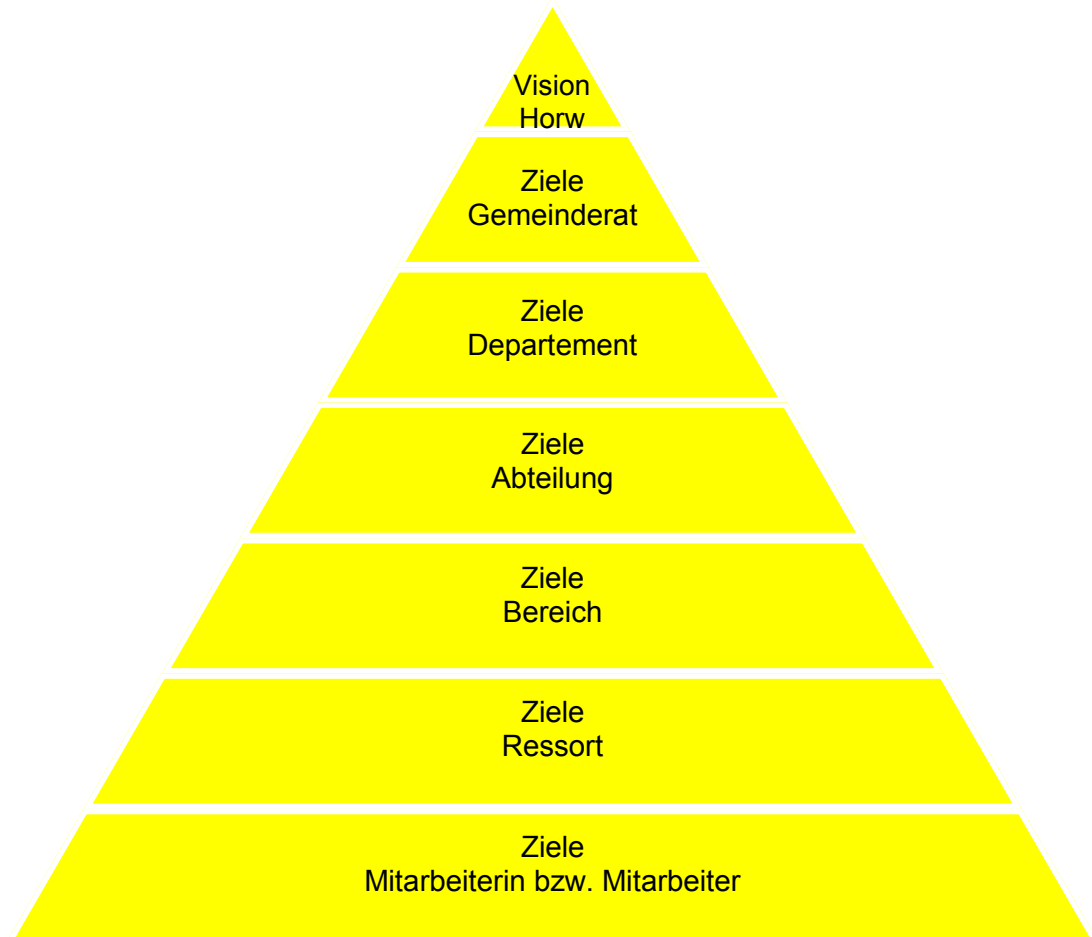 Vision
Horw
Ziele
Gemeinderat
Ziele
Departement
Ziele
Abteilung
Ziele
Bereich
Ziele
Ressort
Ziele
Mitarbeiterin bzw. Mitarbeiter